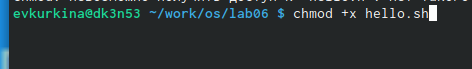 evkurkina@dk3n53 ~/work/os/lab06 $ chmod +x hello.sh